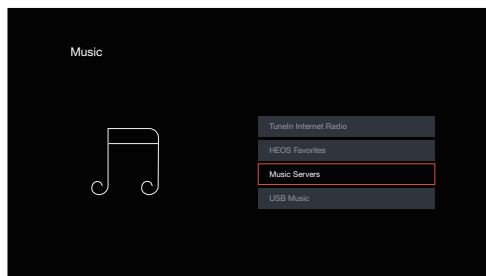 Music
TuneIn Internet Radio
HEOS Favorites
Music Servers
USB Music